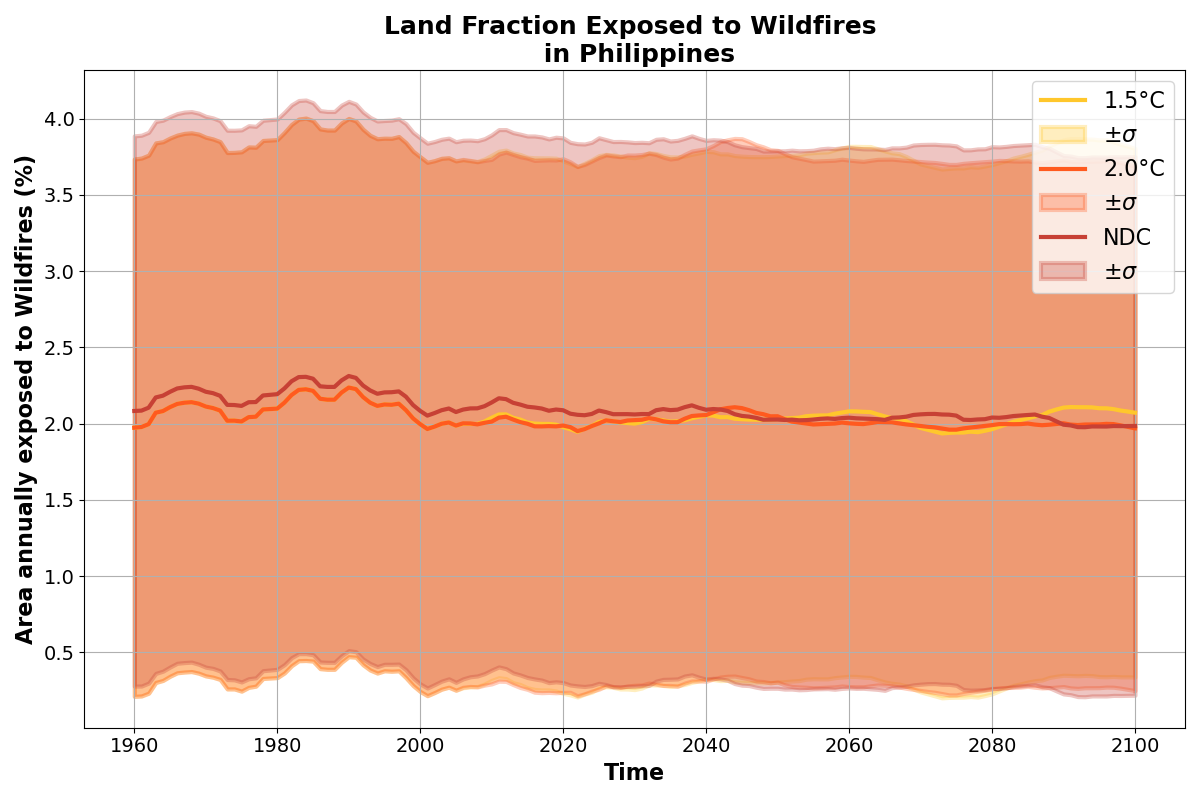 Land Fraction Exposed to Wildfires
in Philippines
Area annually exposed to Wildfires (%)
4.0
3.5
3.0
2.5
2.0
1.5
1.0
0.5
1.5°C
±σ
2.0°C
±σ
NDC
±σ
1960 1980 2000 2020 2040 2060 2080 2100
Time